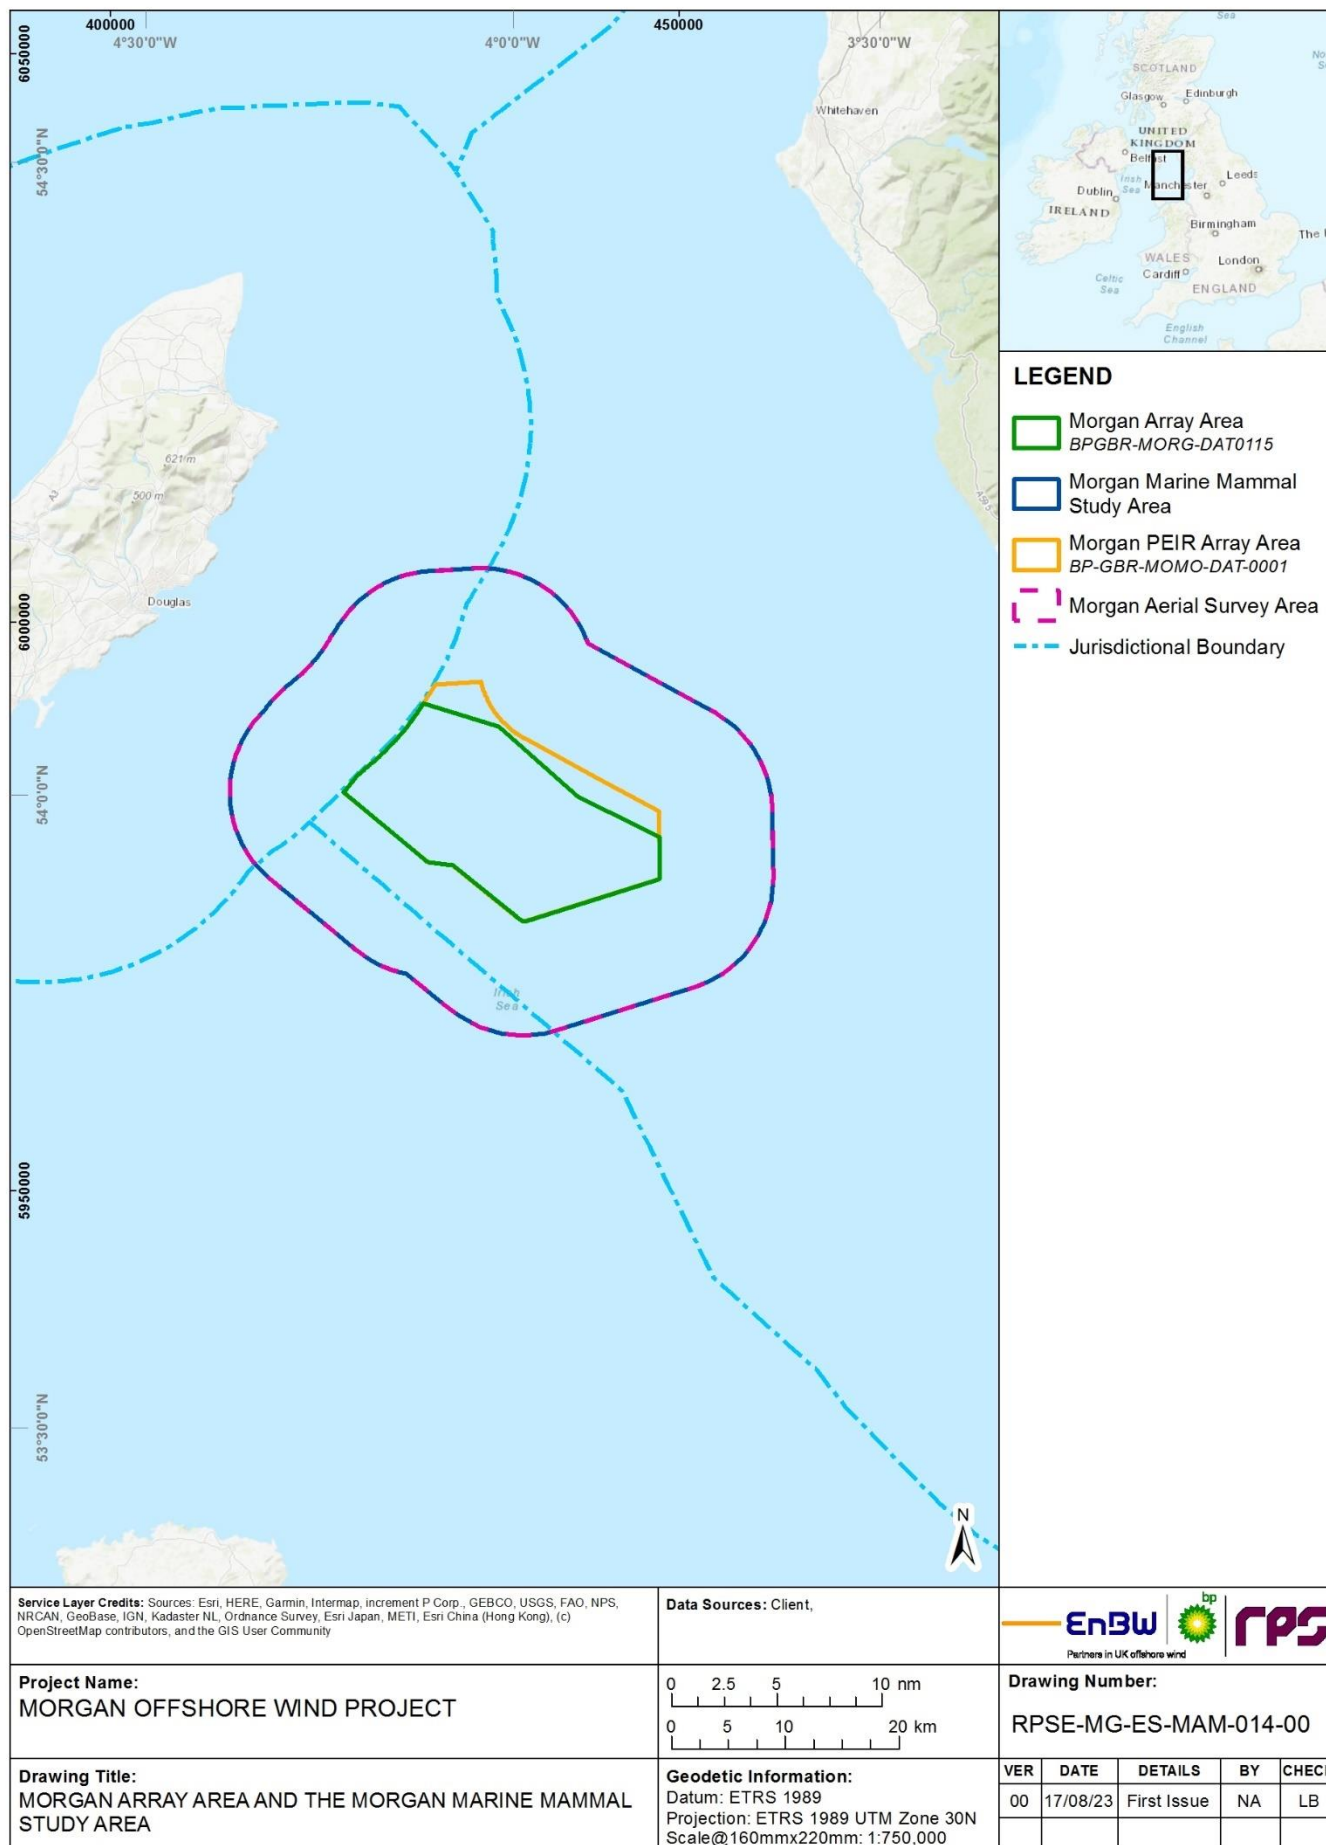 400000
450000
4°30'0"W
4°0'0"W
3°30'0"W
6050000
54°30'0"N
6000000
54°0'0"N
5950000
53°30'0"N
Whitehaven
621 m
500 m
A3
Douglas
A595
Irish
Sea
N
Sea
SCOTLAND
Glasgow
Edinburgh
UNITED
KINGDOM
Belfast
Irish
Sea
Manchester
Leeds
Dublin
IRELAND
Birmingham
The
WALES
London
Cardiff
Celtic
Sea
ENGLAND
English
Channel
LEGEND
Morgan Array Area
BPGBR-MORG-DAT0115
Morgan Marine Mammal
Study Area
Morgan PEIR Array Area
BP-GBR-MOMO-DAT-0001
Morgan Aerial Survey Area
Jurisdictional Boundary
Service Layer Credits: Sources: Esri, HERE, Garmin, Intermap, increment P Corp., GEBCO, USGS, FAO, NPS,
NRCAN, GeoBase, IGN, Kadaster NL, Ordnance Survey, Esri Japan, METI, Esri China (Hong Kong), (c)
OpenStreetMap contributors, and the GIS User Community
Data Sources: Client,
EnBW
bp
rps
Partners in UK offshore wind
Project Name:
MORGAN OFFSHORE WIND PROJECT
0 2.5 5 10 nm
0 5 10 20 km
Drawing Number:
RPSE-MG-ES-MAM-014-00
Drawing Title:
MORGAN ARRAY AREA AND THE MORGAN MARINE MAMMAL
STUDY AREA
Geodetic Information:
Datum: ETRS 1989
Projection: ETRS 1989 UTM Zone 30N
Scale@160mmx220mm: 1:750,000
VER DATE DETAILS BY CHECK
00 17/08/23 First Issue NA LB